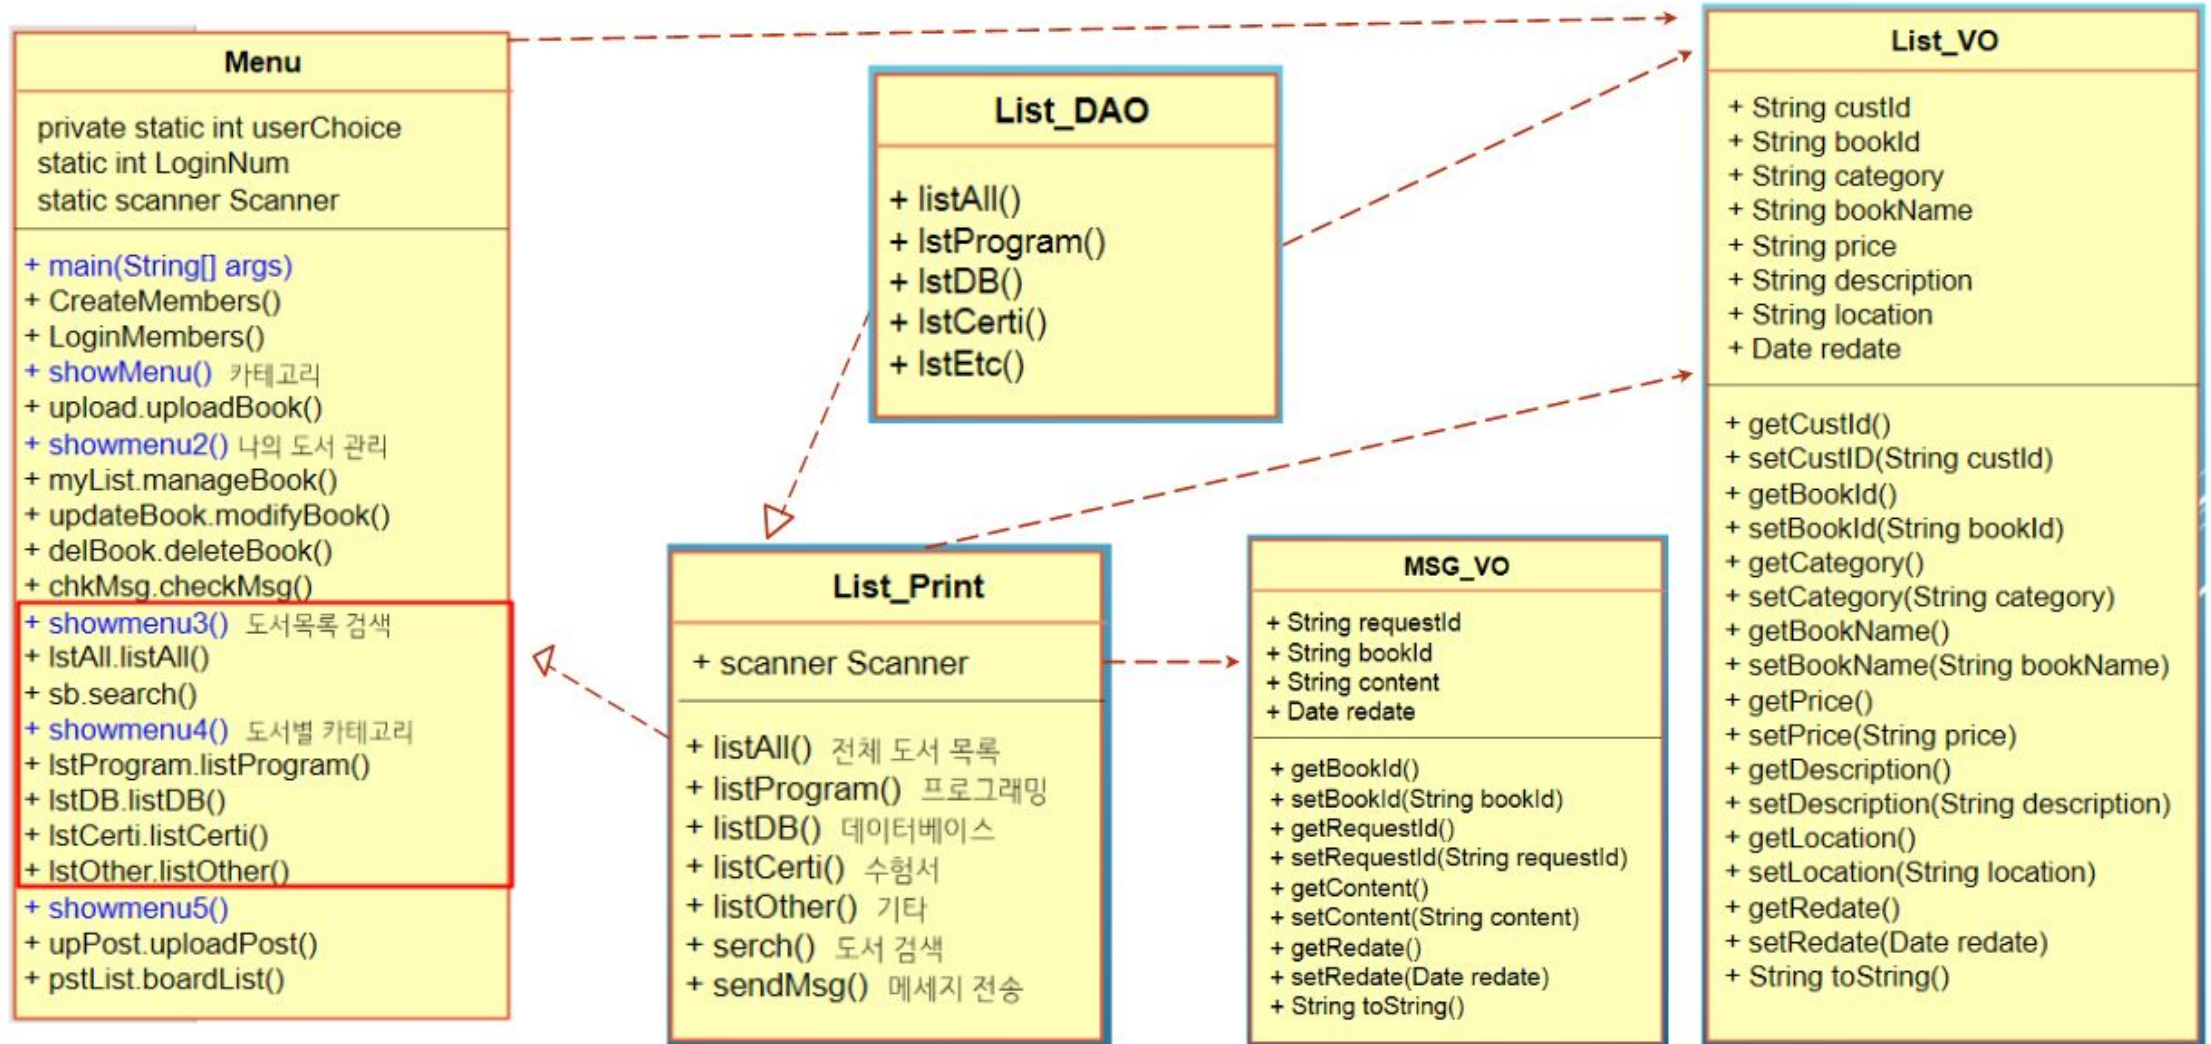 Menu
private static int userChoice
static int LoginNum
static scanner Scanner
+ main(String[] args)
+ CreateMembers()
+ LoginMembers()
+ showMenu() 카테고리
+ upload.uploadBook()
+ showmenu2() 나의 도서 관리
+ myList.manageBook()
+ updateBook.modifyBook()
+ delBook.deleteBook()
+ chkMsg.checkMsg()
+ showmenu3() 도서목록 검색
+ lstAll.listAll()
+ sb.search()
+ showmenu4() 도서별 카테고리
+ lstProgram.listProgram()
+ lstDB.listDB()
+ lstCerti.listCerti()
+ lstOther.listOther()
+ showmenu5()
+ upPost.uploadPost()
+ pstList.boardList()
List_DAO
+ listAll()
+ lstProgram()
+ lstDB()
+ lstCerti()
+ lstEtc()
List_Print
+ scanner Scanner
+ listAll() 전체 도서 목록
+ listProgram() 프로그래밍
+ listDB() 데이터베이스
+ listCerti() 수험서
+ listOther() 기타
+ serch() 도서 검색
+ sendMsg() 메세지 전송
MSG_VO
+ String requestId
+ String bookId
+ String content
+ Date redate
+ getBookId()
+ setBookId(String bookId)
+ getRequestId()
+ setRequestId(String requestId)
+ getContent()
+ setContent(String content)
+ getRedate()
+ setRedate(Date redate)
+ String toString()
List_VO
+ String custId
+ String bookId
+ String category
+ String bookName
+ String price
+ String description
+ String location
+ Date redate
+ getCustId()
+ setCustID(String custId)
+ getBookId()
+ setBookId(String bookId)
+ getCategory()
+ setCategory(String category)
+ getBookName()
+ setBookName(String bookName)
+ getPrice()
+ setPrice(String price)
+ getDescription()
+ setDescription(String description)
+ getLocation()
+ setLocation(String location)
+ getRedate()
+ setRedate(Date redate)
+ String toString()